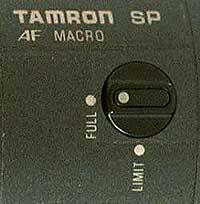 TAMRON SP
AF MACRO
FULL
LIMIT